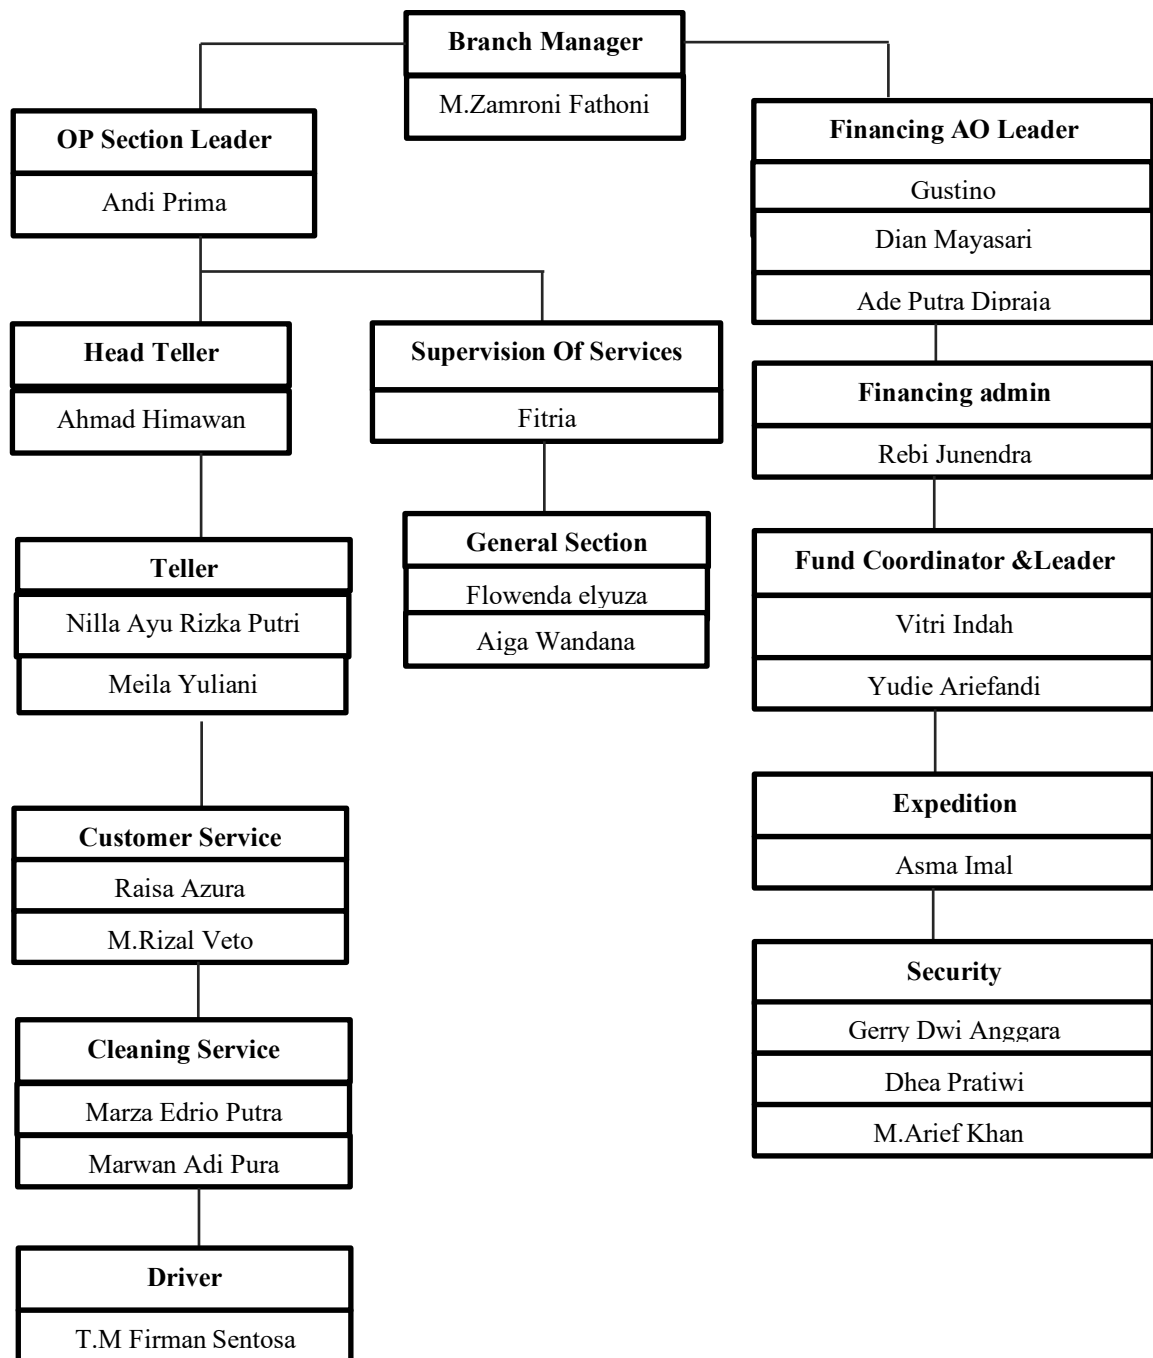 Branch Manager
M.Zamroni Fathoni
OP Section Leader
Andi Prima
Financing AO Leader
Gustino
Dian Mayasari
Ade Putra Dipraja
Head Teller
Ahmad Himawan
Supervision Of Services
Fitria
Financing admin
Rebi Junendra
Teller
Nilla Ayu Rizka Putri
Meila Yuliani
General Section
Flowenda elyuza
Aiga Wandana
Fund Coordinator &Leader
Vitri Indah
Yudie Ariefandi
Customer Service
Raisa Azura
M.Rizal Veto
Expedition
Asma Imal
Cleaning Service
Marza Edrio Putra
Marwan Adi Pura
Security
Gerry Dwi Anggara
Dhea Pratiwi
M.Arief Khan
Driver
T.M Firman Sentosa